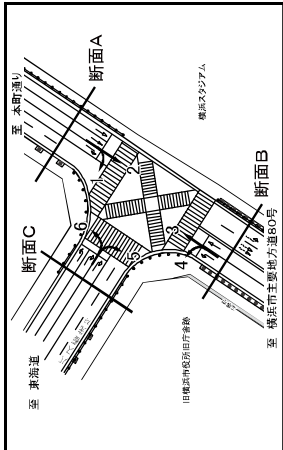 至 本町通り
断面A
横浜スタジアム
断面C
1
2
6
5
3
4
断面B
至 東海道
旧横浜市役所旧庁舎跡
至 横浜市主要地方道80号